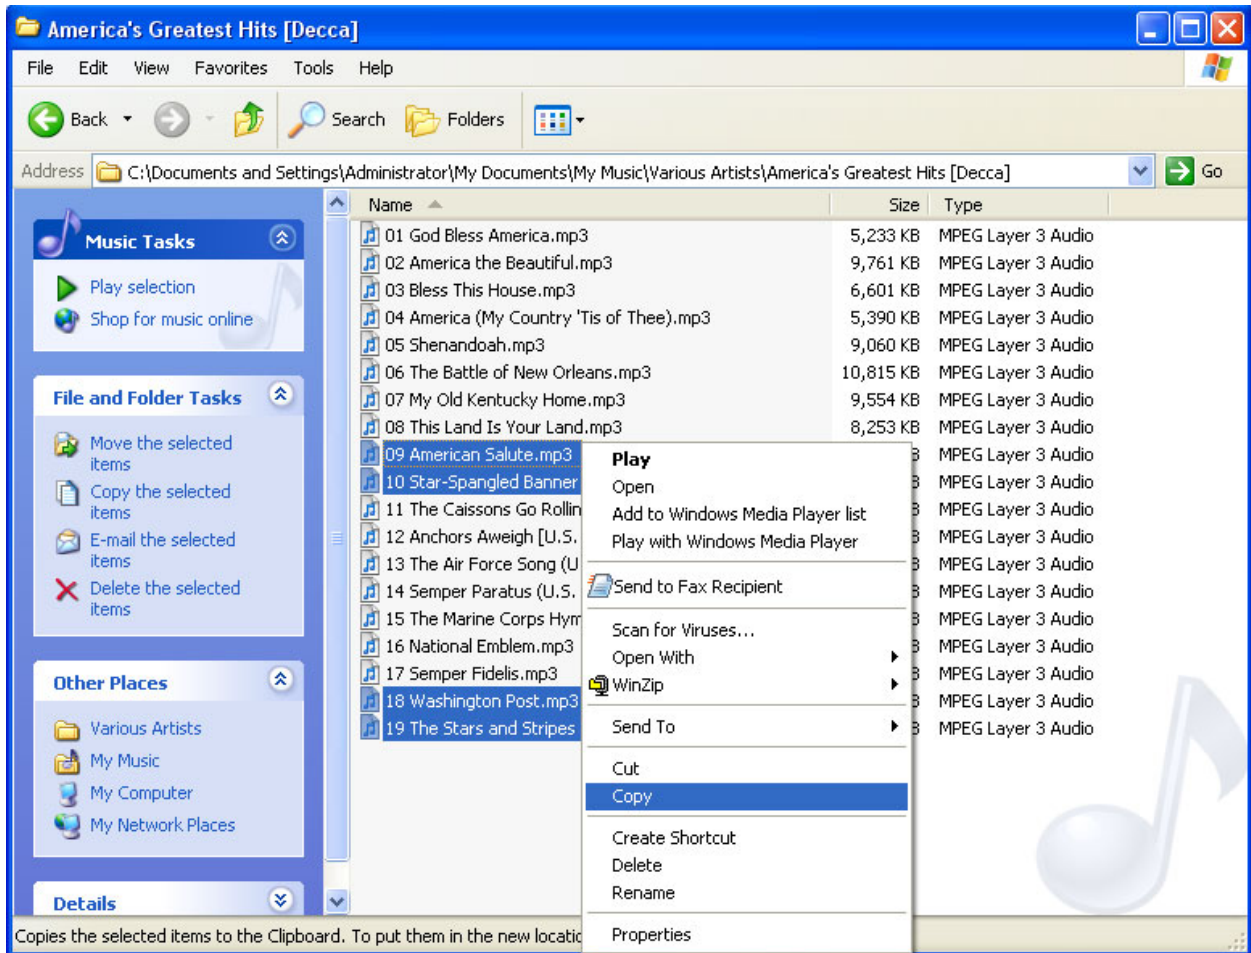 America's Greatest Hits [Decca]
File Edit View Favorites Tools Help
Back Search Folders
Address C:\Documents and Settings\Administrator\My Documents\My Music\Various Artists\America's Greatest Hits [Decca] Go
Music Tasks
Play selection
Shop for music online
File and Folder Tasks
Move the selected
items
Copy the selected
items
E-mail the selected
items
Delete the selected
items
Other Places
Various Artists
My Music
My Computer
My Network Places
Details
Name Size Type
01 God Bless America.mp3 5,233 KB MPEG Layer 3 Audio
02 America the Beautiful.mp3 9,761 KB MPEG Layer 3 Audio
03 Bless This House.mp3 6,601 KB MPEG Layer 3 Audio
04 America (My Country 'Tis of Thee).mp3 5,390 KB MPEG Layer 3 Audio
05 Shenandoah.mp3 9,060 KB MPEG Layer 3 Audio
06 The Battle of New Orleans.mp3 10,815 KB MPEG Layer 3 Audio
07 My Old Kentucky Home.mp3 9,554 KB MPEG Layer 3 Audio
08 This Land Is Your Land.mp3 8,253 KB MPEG Layer 3 Audio
09 American Salute.mp3 MPEG Layer 3 Audio
10 Star-Spangled Banner MPEG Layer 3 Audio
11 The Caissons Go Rollin MPEG Layer 3 Audio
12 Anchors Aweigh [U.S. MPEG Layer 3 Audio
13 The Air Force Song (U MPEG Layer 3 Audio
14 Semper Paratus (U.S. MPEG Layer 3 Audio
15 The Marine Corps Hym MPEG Layer 3 Audio
16 National Emblem.mp3 MPEG Layer 3 Audio
17 Semper Fidelis.mp3 MPEG Layer 3 Audio
18 Washington Post.mp3 MPEG Layer 3 Audio
19 The Stars and Stripes MPEG Layer 3 Audio
Play
Open
Add to Windows Media Player list
Play with Windows Media Player
Send to Fax Recipient
Scan for Viruses...
Open With
WinZip
Send To
Cut
Copy
Create Shortcut
Delete
Rename
Properties
Copies the selected items to the Clipboard. To put them in the new locatio